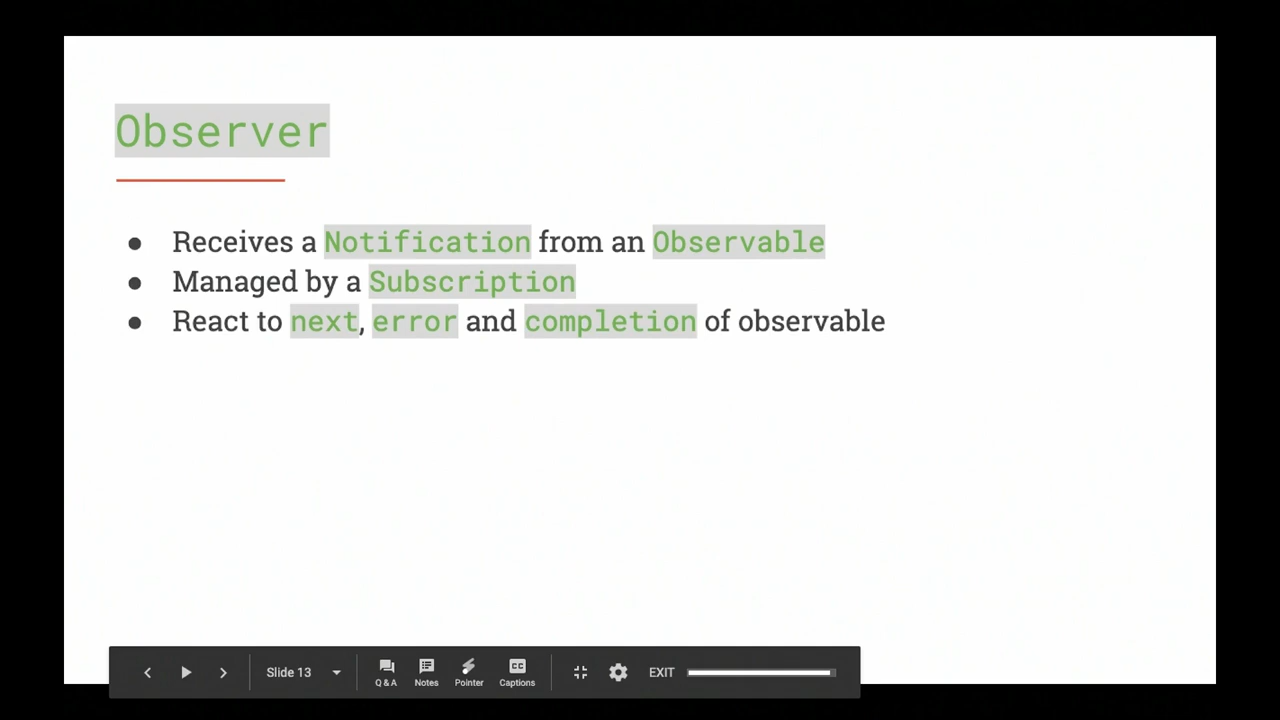 Observer
● Receives a Notification from an Observable
● Managed by a Subscription
● React to next, error and completion of observable
Slide 13
Q & A Notes Pointer Captions
EXIT